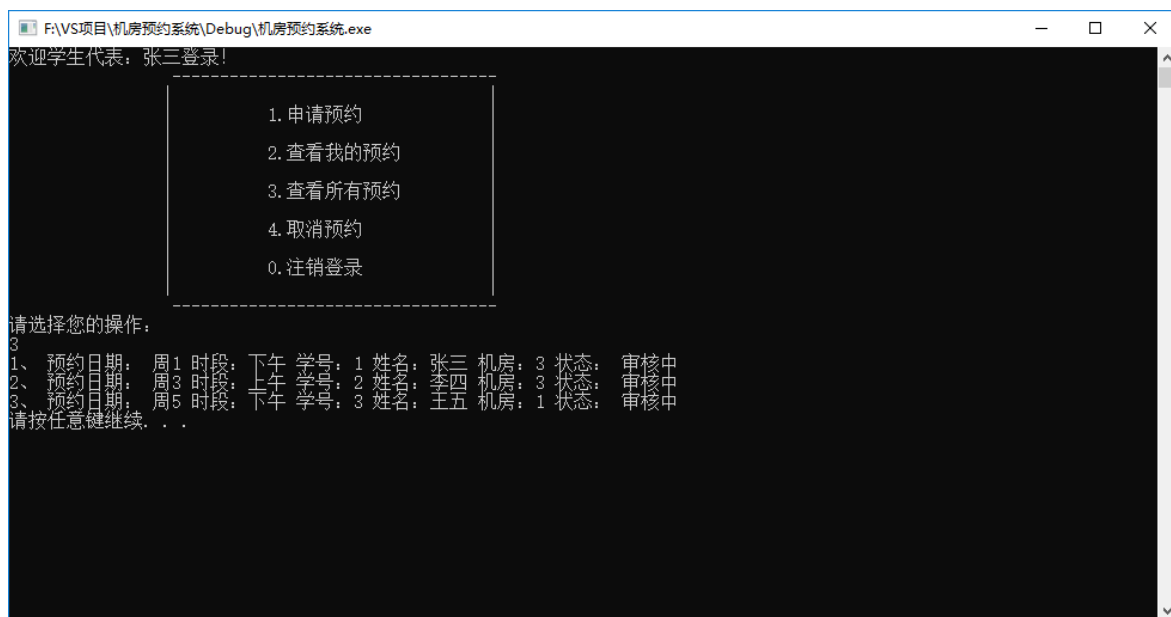 F:\VS项目\机房预约系统\Debug\机房预约系统.exe
欢迎学生代表：张三登录!
----------------------------------
1.申请预约
2.查看我的预约
3.查看所有预约
4.取消预约
0.注销登录
----------------------------------
请选择您的操作：
3
1、 预约日期： 周1 时段：下午 学号：1 姓名：张三 机房：3 状态： 审核中
2、 预约日期： 周3 时段：上午 学号：2 姓名：李四 机房：3 状态： 审核中
3、 预约日期： 周5 时段：下午 学号：3 姓名：王五 机房：1 状态： 审核中
请按任意键继续. . .